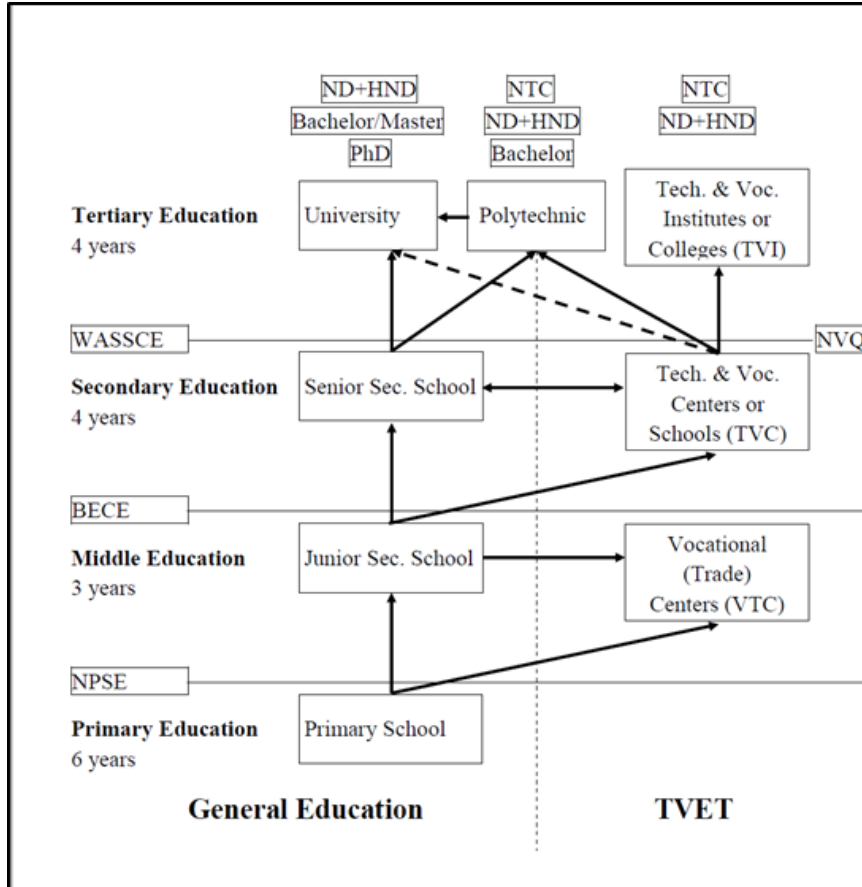 ND+HND
Bachelor/Master
PhD
NTC
ND+HND
Bachelor
NTC
ND+HND
Tertiary Education
4 years
University
Polytechnic
Tech. & Voc.
Institutes or
Colleges (TVI)
WASSCE
NVQ
Secondary Education
4 years
Senior Sec. School
Tech. & Voc.
Centers or
Schools (TVC)
BECE
Middle Education
3 years
Junior Sec. School
Vocational
(Trade)
Centers (VTC)
NPSE
Primary Education
6 years
Primary School
General Education
TVET